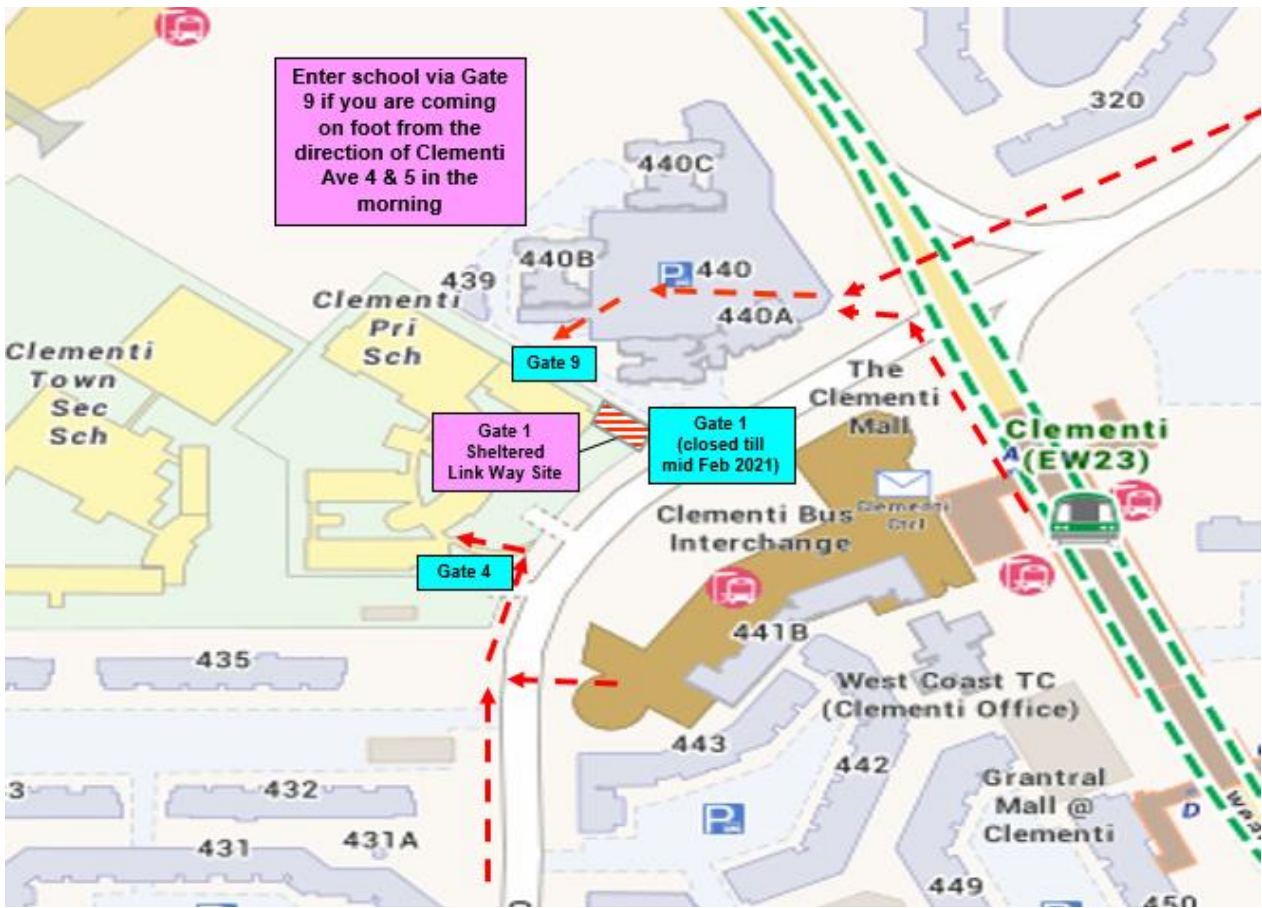 Enter school via Gate
9 if you are coming
on foot from the
direction of Clementi
Ave 4 & 5 in the
morning
320
440C
440B
440
439
440A
Clementi
Pri
Sch
Clementi
Town
Sec
Sch
Gate 9
The
Clementi
Mall
Gate 1
Sheltered
Link Way Site
Gate 1
(closed till
mid Feb 2021)
Clementi
(EW23)
A
Clementi
Ctrl
Clementi Bus
Interchange
Gate 4
441B
435
West Coast TC
(Clementi Office)
443
442
432
3
Grantral
Mall @
Clementi
D
431A
431
449
450